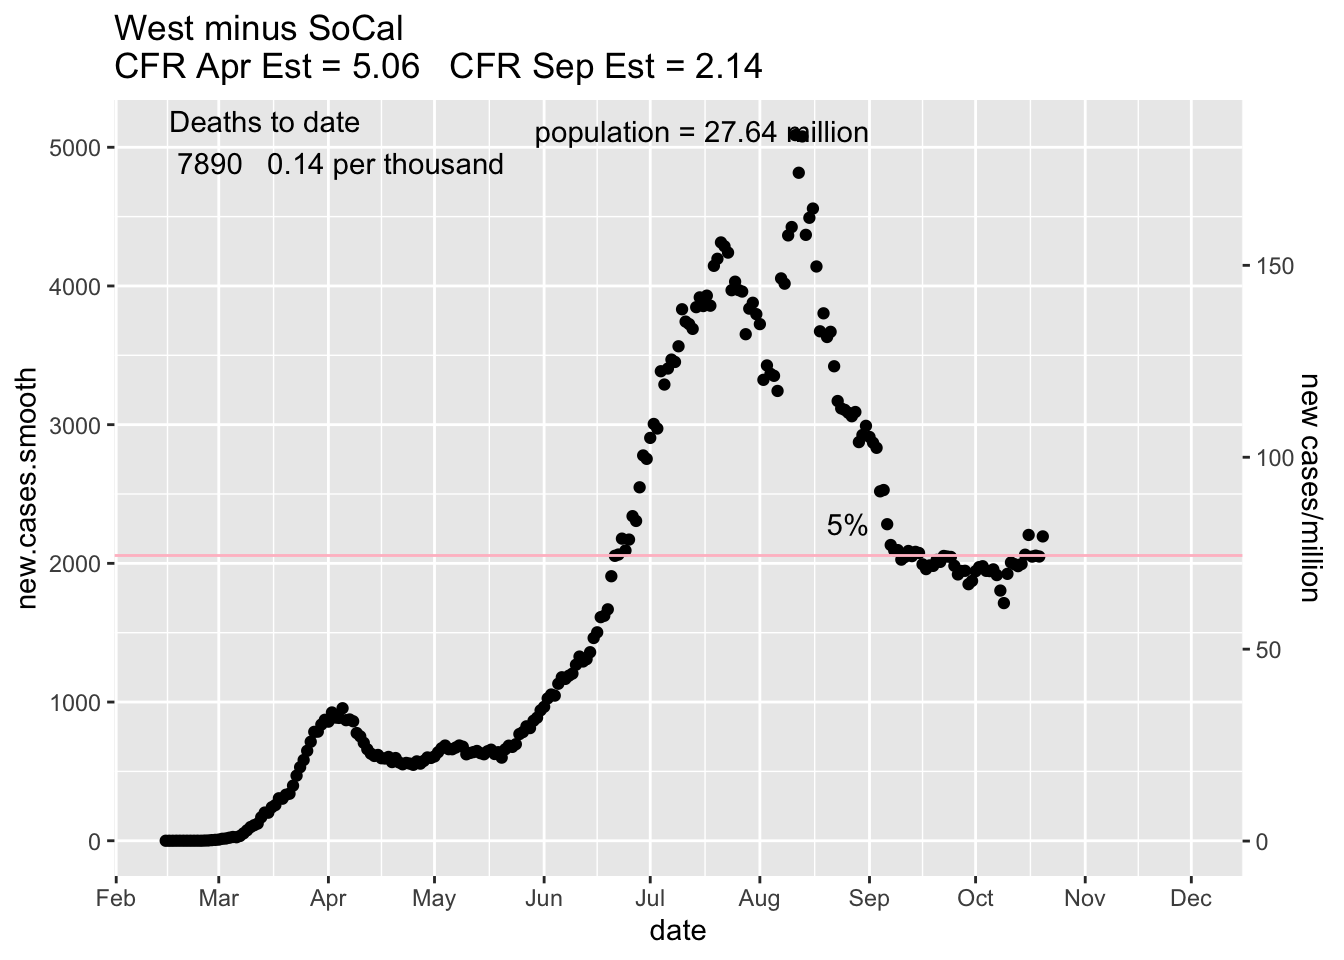 West minus SoCal
CFR Apr Est = 5.06   CFR Sep Est = 2.14
Deaths to date
7890   0.14 per thousand
population = 27.64 million
5000
4000
3000
2000
1000
0
new.cases.smooth
150
100
50
0
new cases/million
5%
Feb Mar Apr May Jun Jul Aug Sep Oct Nov Dec
date